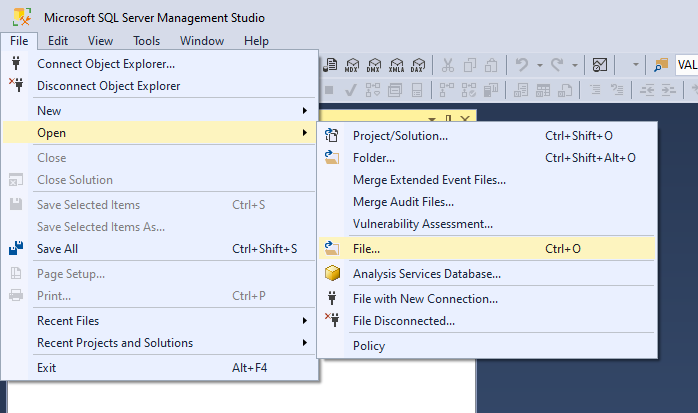 Microsoft SQL Server Management Studio
File Edit View Tools Window Help
MDX DMX XMLA DAX VAL
Connect Object Explorer...
Disconnect Object Explorer
New
Open
Close
Close Solution
Save Selected Items Ctrl+S
Save Selected Items As...
Save All Ctrl+Shift+S
Page Setup...
Print... Ctrl+P
Recent Files
Recent Projects and Solutions
Exit Alt+F4
Project/Solution... Ctrl+Shift+O
Folder... Ctrl+Shift+Alt+O
Merge Extended Event Files...
Merge Audit Files...
Vulnerability Assessment...
File... Ctrl+O
Analysis Services Database...
File with New Connection...
File Disconnected...
Policy